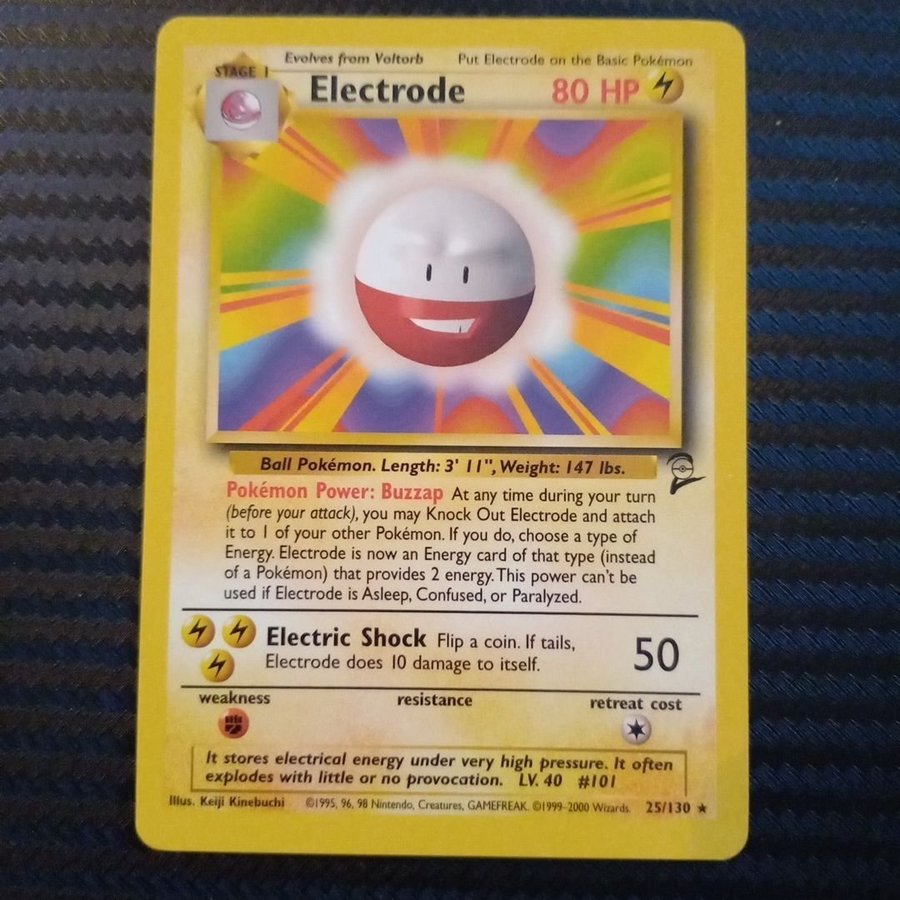 Evolves from Voltorb Put Electrode on the Basic Pokémon
STAGE 1
Electrode 80 HP
Ball Pokémon. Length: 3' 11", Weight: 147 lbs.
Pokémon Power: Buzzap At any time during your turn
(before your attack), you may Knock Out Electrode and attach
it to 1 of your other Pokémon. If you do, choose a type of
Energy. Electrode is now an Energy card of that type (instead
of a Pokémon) that provides 2 energy. This power can't be
used if Electrode is Asleep, Confused, or Paralyzed.
Electric Shock Flip a coin. If tails,
Electrode does 10 damage to itself.
50
weakness resistance retreat cost
It stores electrical energy under very high pressure. It often
explodes with little or no provocation. LV. 40 #101
Illus. Keiji Kinebuchi ©1995, 96, 98 Nintendo, Creatures, GAMEFREAK. ©1999-2000 Wizards. 25/130 ★